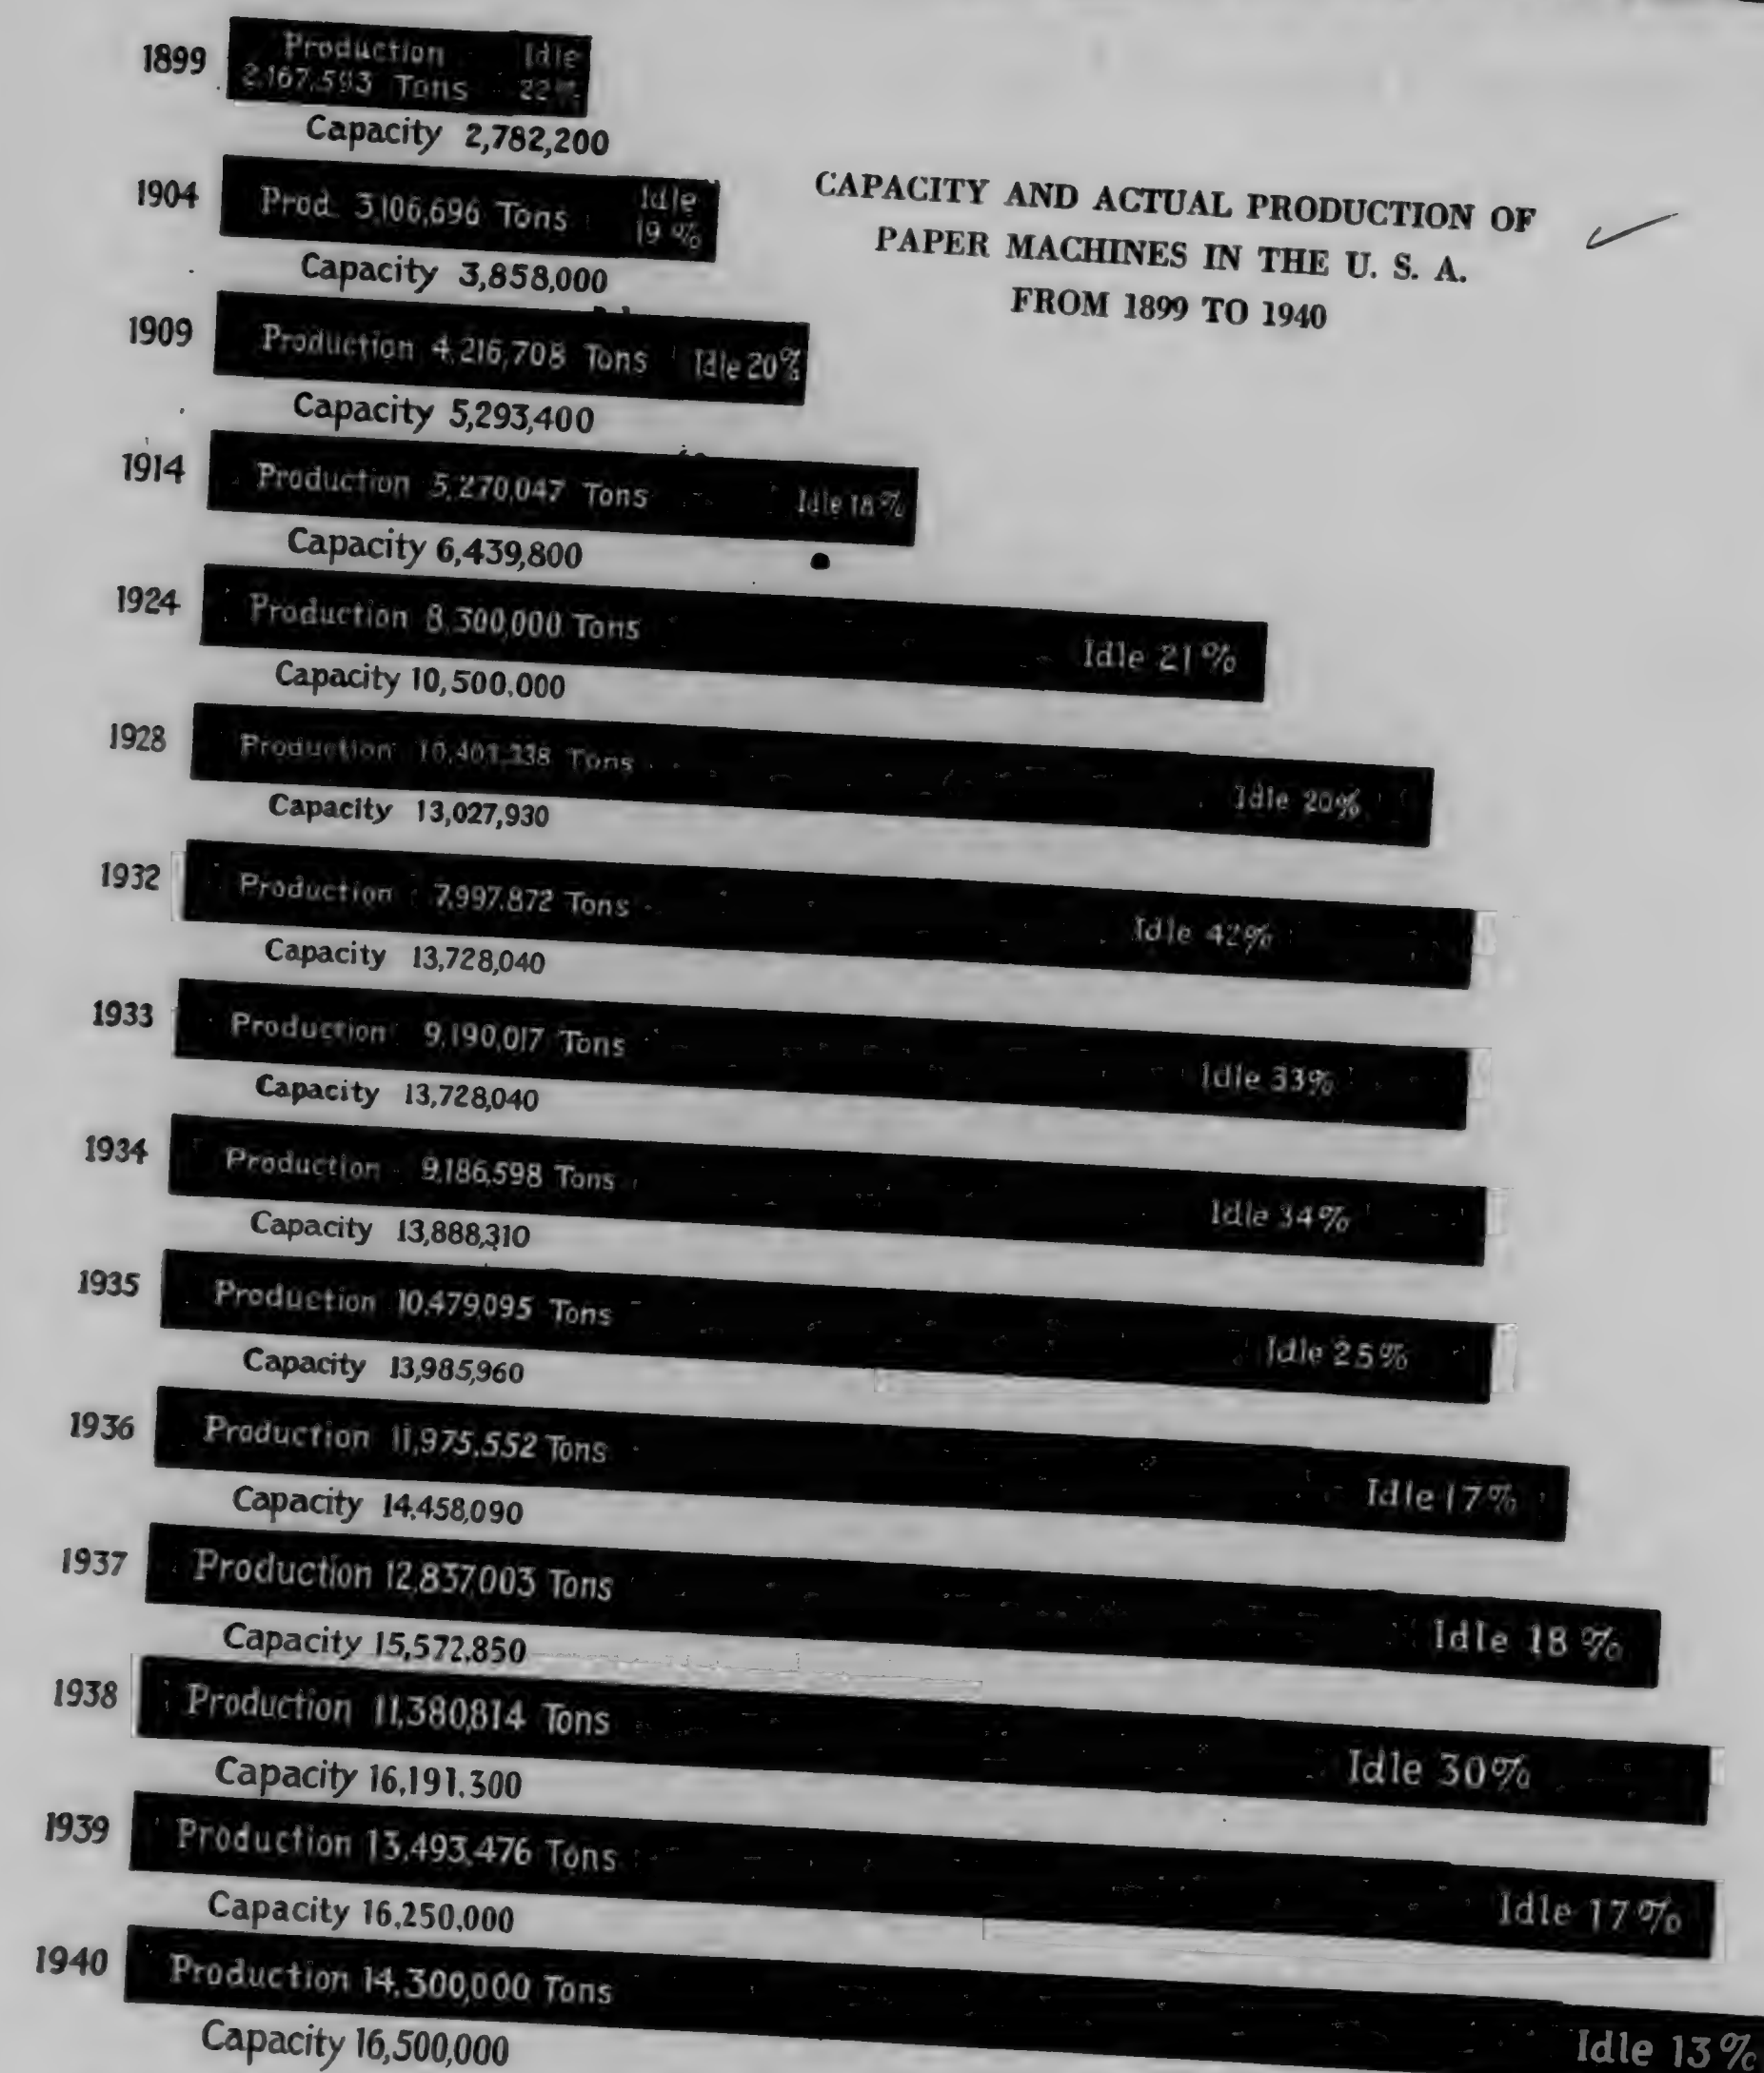 1899
Production Idle
2,167,593 Tons 22%
Capacity 2,782,200
CAPACITY AND ACTUAL PRODUCTION OF
PAPER MACHINES IN THE U. S. A.
FROM 1899 TO 1940
1904
Prod. 3,106,696 Tons Idle 19%
Capacity 3,858,000
1909
Production 4,216,708 Tons Idle 20%
Capacity 5,293,400
1914
Production 5,270,047 Tons Idle 18%
Capacity 6,439,800
1924
Production 8,300,000 Tons Idle 21%
Capacity 10,500,000
1928
Production Tons Idle 20%
Capacity 13,027,930
1932
Production 7,997,872 Tons Idle 42%
Capacity 13,728,040
1933
Production 9,190,017 Tons Idle 33%
Capacity 13,728,040
1934
Production 9,186,598 Tons Idle 34%
Capacity 13,888,310
1935
Production 10,479,095 Tons Idle 25%
Capacity 13,985,960
1936
Production 11,975,552 Tons Idle 17%
Capacity 14,458,090
1937
Production 12,837,003 Tons Idle 18%
Capacity 15,572,850
1938
Production 11,380,814 Tons Idle 30%
Capacity 16,191,300
1939
Production 13,493,476 Tons Idle 17%
Capacity 16,250,000
1940
Production 14,300,000 Tons Idle 13%
Capacity 16,500,000